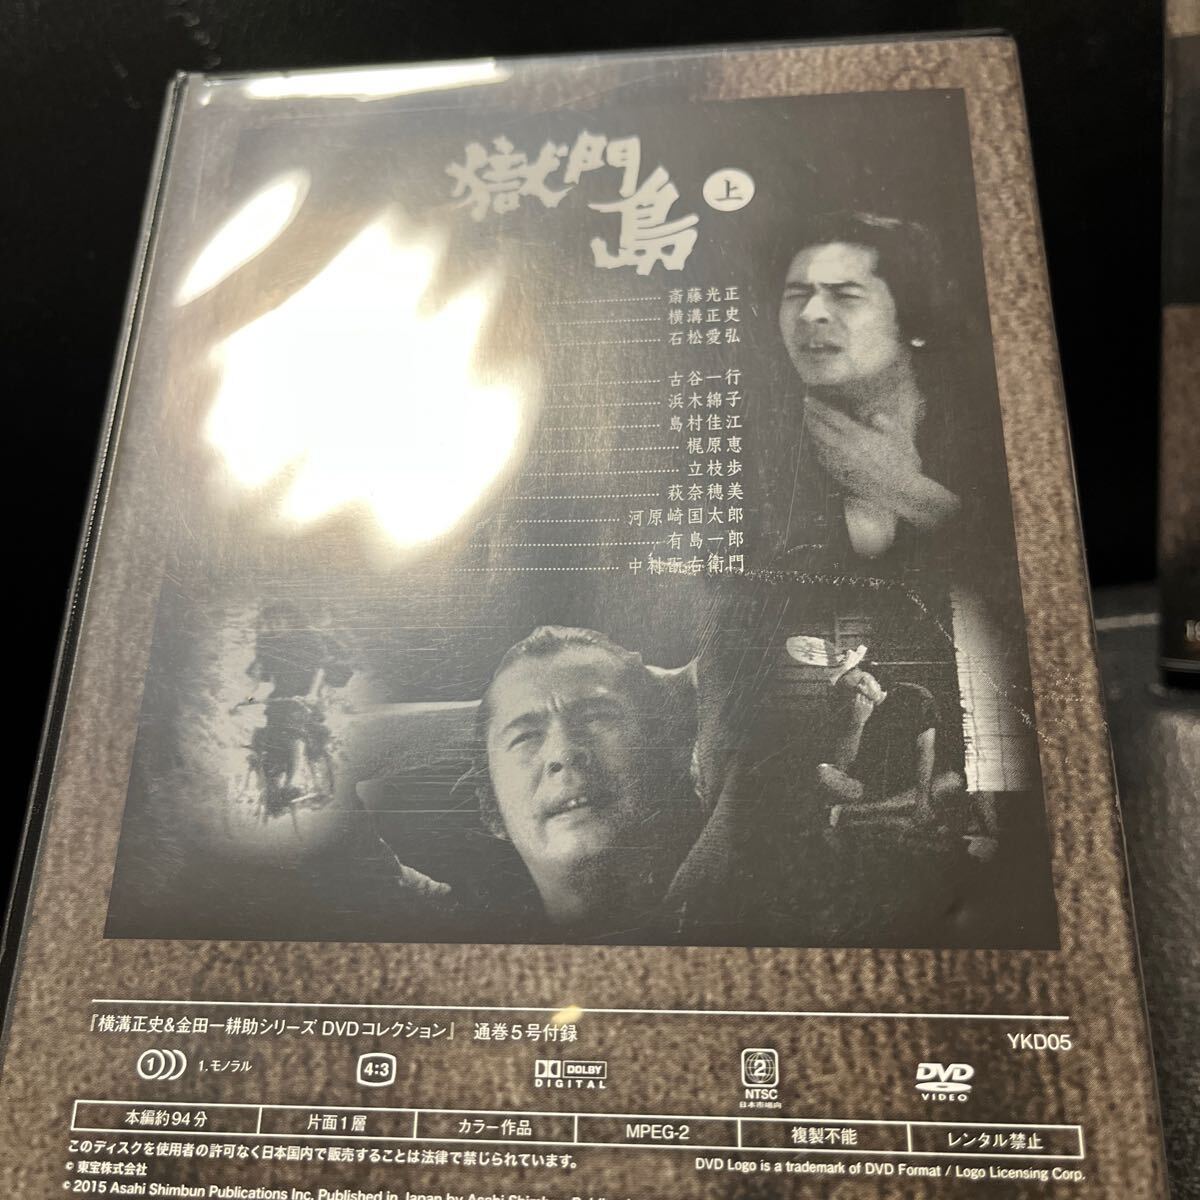 獄門島 上
斎藤光正
横溝正史
石松愛弘
古谷一行
浜木綿子
島村佳江
梶原恵
立枝歩
萩奈穂美
河原崎国太郎
有島一郎
中村翫右衛門
『横溝正史&金田一耕助シリーズ DVDコレクション』 通巻5号付録
YKD05
1 1. モノラル
4:3
DOLBY DIGITAL
2 NTSC 日本市場向
DVD VIDEO
本編約94分 片面1層 カラー作品 MPEG-2 複製不能 レンタル禁止
このディスクを使用者の許可なく日本国内で販売することは法律で禁じられています。
DVD Logo is a trademark of DVD Format / Logo Licensing Corp.
© 東宝株式会社
© 2015 Asahi Shimbun Publications Inc. Published in Japan by Asahi Shimbun